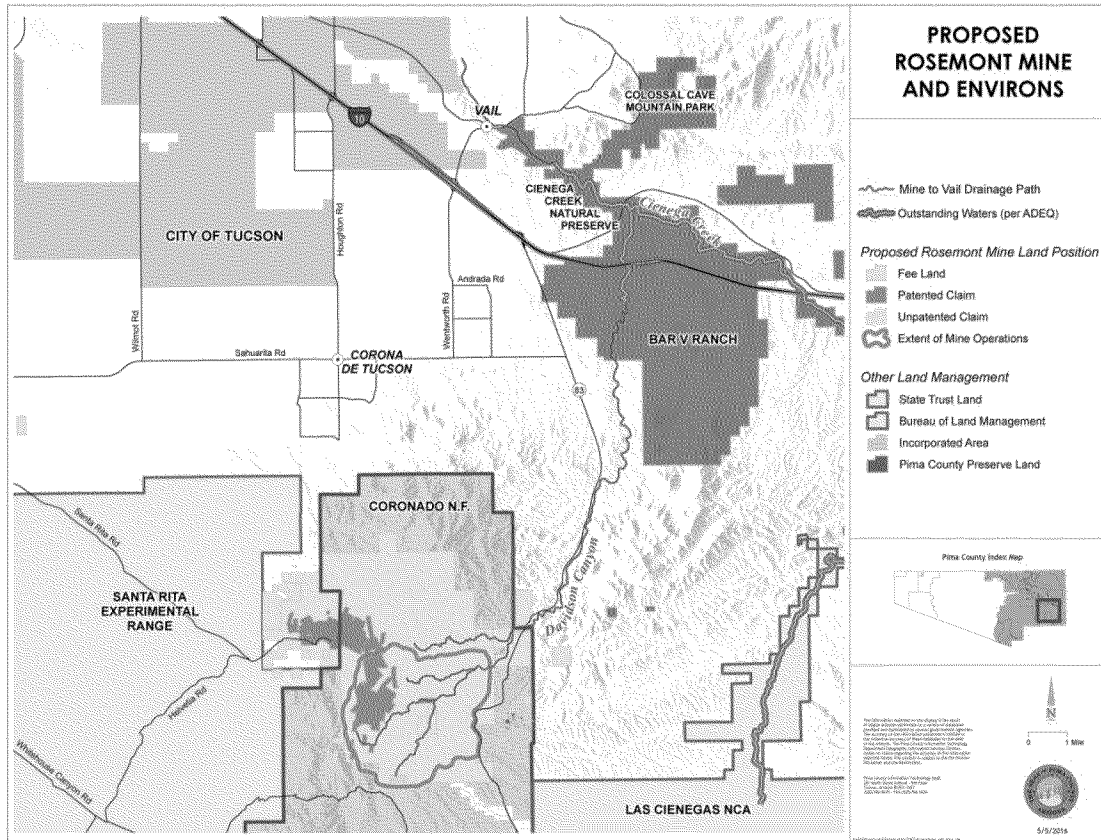 PROPOSED
ROSEMONT MINE
AND ENVIRONS
Mine to Vail Drainage Path
Outstanding Waters (per ADEQ)
Proposed Rosemont Mine Land Position
Fee Land
Patented Claim
Unpatented Claim
Extent of Mine Operations
Other Land Management
State Trust Land
Bureau of Land Management
Incorporated Area
Pima County Preserve Land
Pima County Index Map
N
0 1 Mile
5/5/2016
COLOSSAL CAVE
MOUNTAIN PARK
VAIL
10
CIENEGA
CREEK
NATURAL
PRESERVE
Cienega Creek
CITY OF TUCSON
Houghton Rd
Wilmot Rd
Wentworth Rd
Andrada Rd
Sahuarita Rd
CORONA
DE TUCSON
BAR V RANCH
83
CORONADO N.F.
Santa Rita Rd
SANTA RITA
EXPERIMENTAL
RANGE
Davidson Canyon
Helvetia Rd
Whitehouse Canyon Rd
LAS CIENEGAS NCA